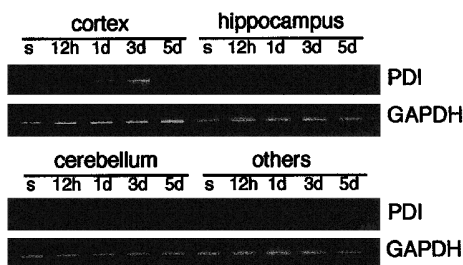 cortex hippocampus
s 12h 1d 3d 5d s 12h 1d 3d 5d
PDI
GAPDH
cerebellum others
s 12h 1d 3d 5d s 12h 1d 3d 5d
PDI
GAPDH